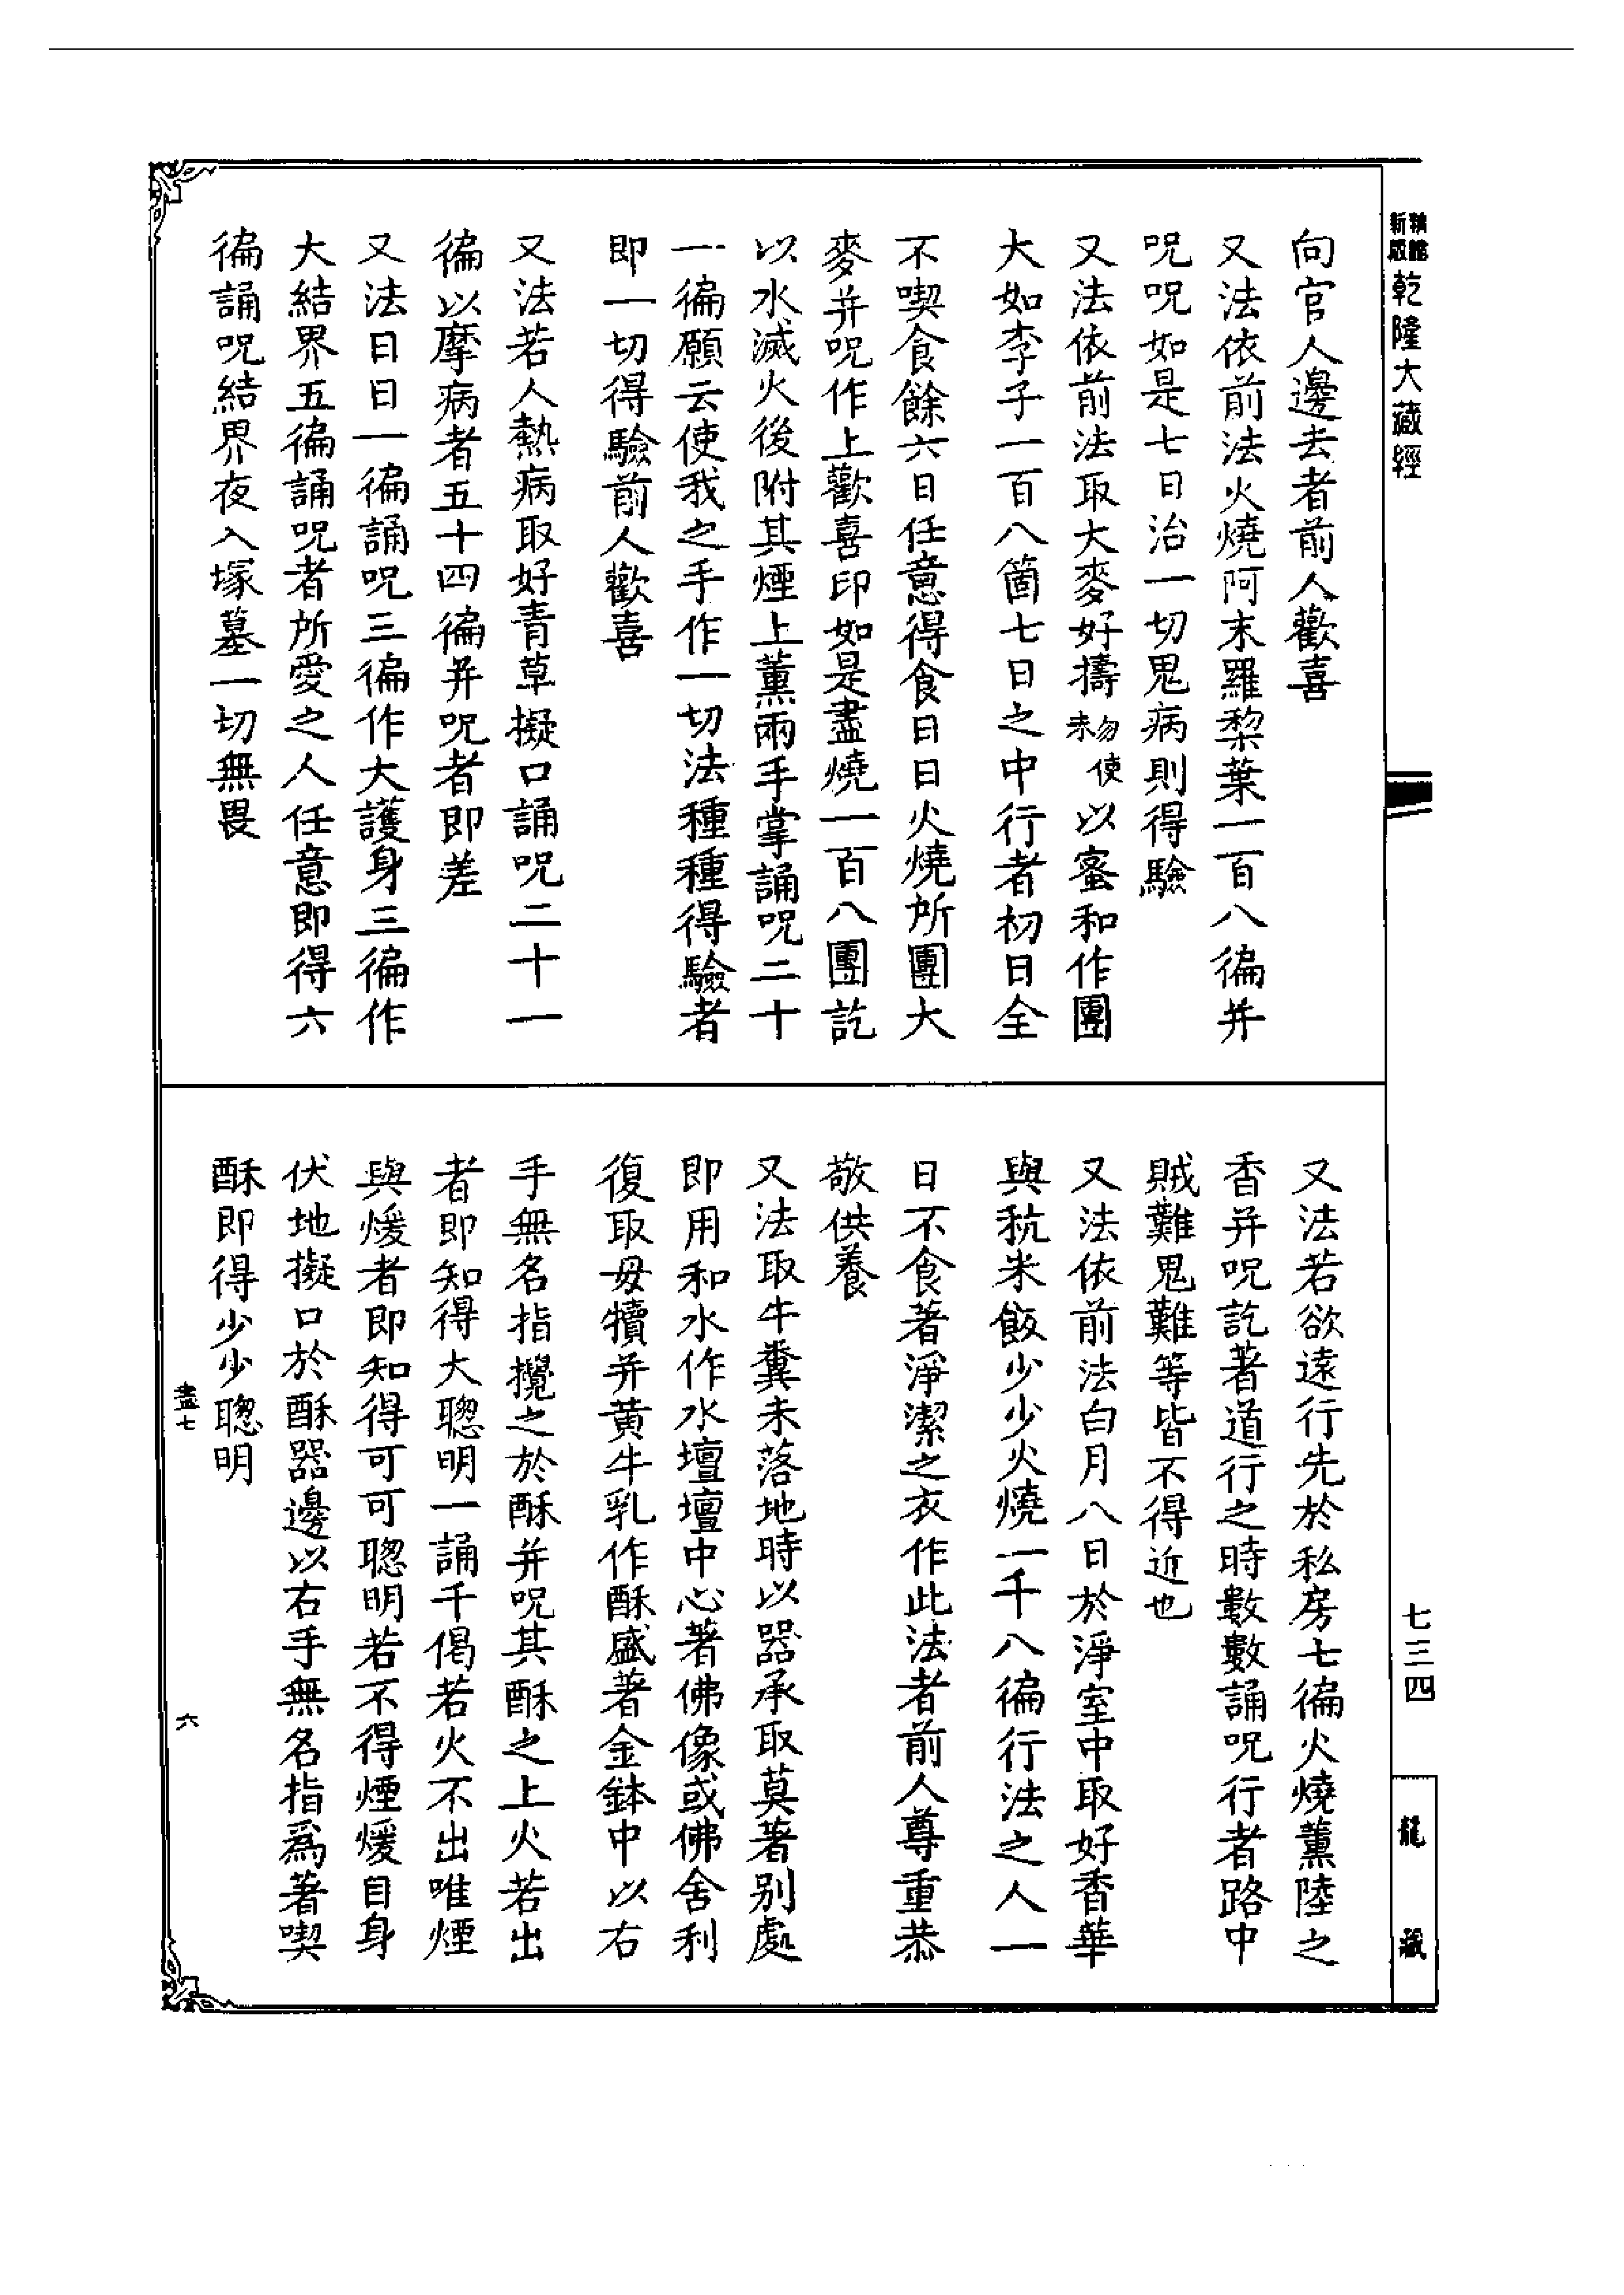 新版
精縮
乾隆大藏經
向官人邊去者前人歡喜
又法依前法火燒阿末羅黎葉一百八徧并
呪呪如是七日治一切鬼病則得驗
又法依前法取大麥好擣勿使末以蜜和作團
大如李子一百八箇七日之中行者初日全
不喫食餘六日任意得食日日火燒所團大
麥并呪作上歡喜印如是盡燒一百八團訖
以水滅火後附其煙上薰兩手掌誦呪二十
一徧願云使我之手作一切法種種得驗者
即一切得驗前人歡喜
又法若人熱病取好青草擬口誦呪二十一
徧以摩病者五十四徧并呪者即差
又法日日一徧誦呪三徧作大護身三徧作
大結界五徧誦呪者所愛之人任意即得六
徧誦呪結界夜入塚墓一切無畏
又法若欲遠行先於私房七徧火燒薰陸之
香并呪訖著道行之時數數誦呪行者路中
賊難鬼難等皆不得近也
又法依前法白月八日於淨室中取好香華
與秔米飯少少火燒一千八徧行法之人一
日不食著淨潔之衣作此法者前人尊重恭
敬供養
又法取牛糞未落地時以器承取莫著別處
即用和水作水壇壇中心著佛像或佛舍利
復取母犢并黃牛乳作酥盛著金鉢中以右
手無名指攪之於酥并呪其酥之上火若出
者即知得大聰明一誦千偈若火不出唯煙
與煖者即知得可可聰明若不得煙煖自身
伏地擬口於酥器邊以右手無名指爲著喫
酥即得少少聰明
盡七
六
七三四
龍藏